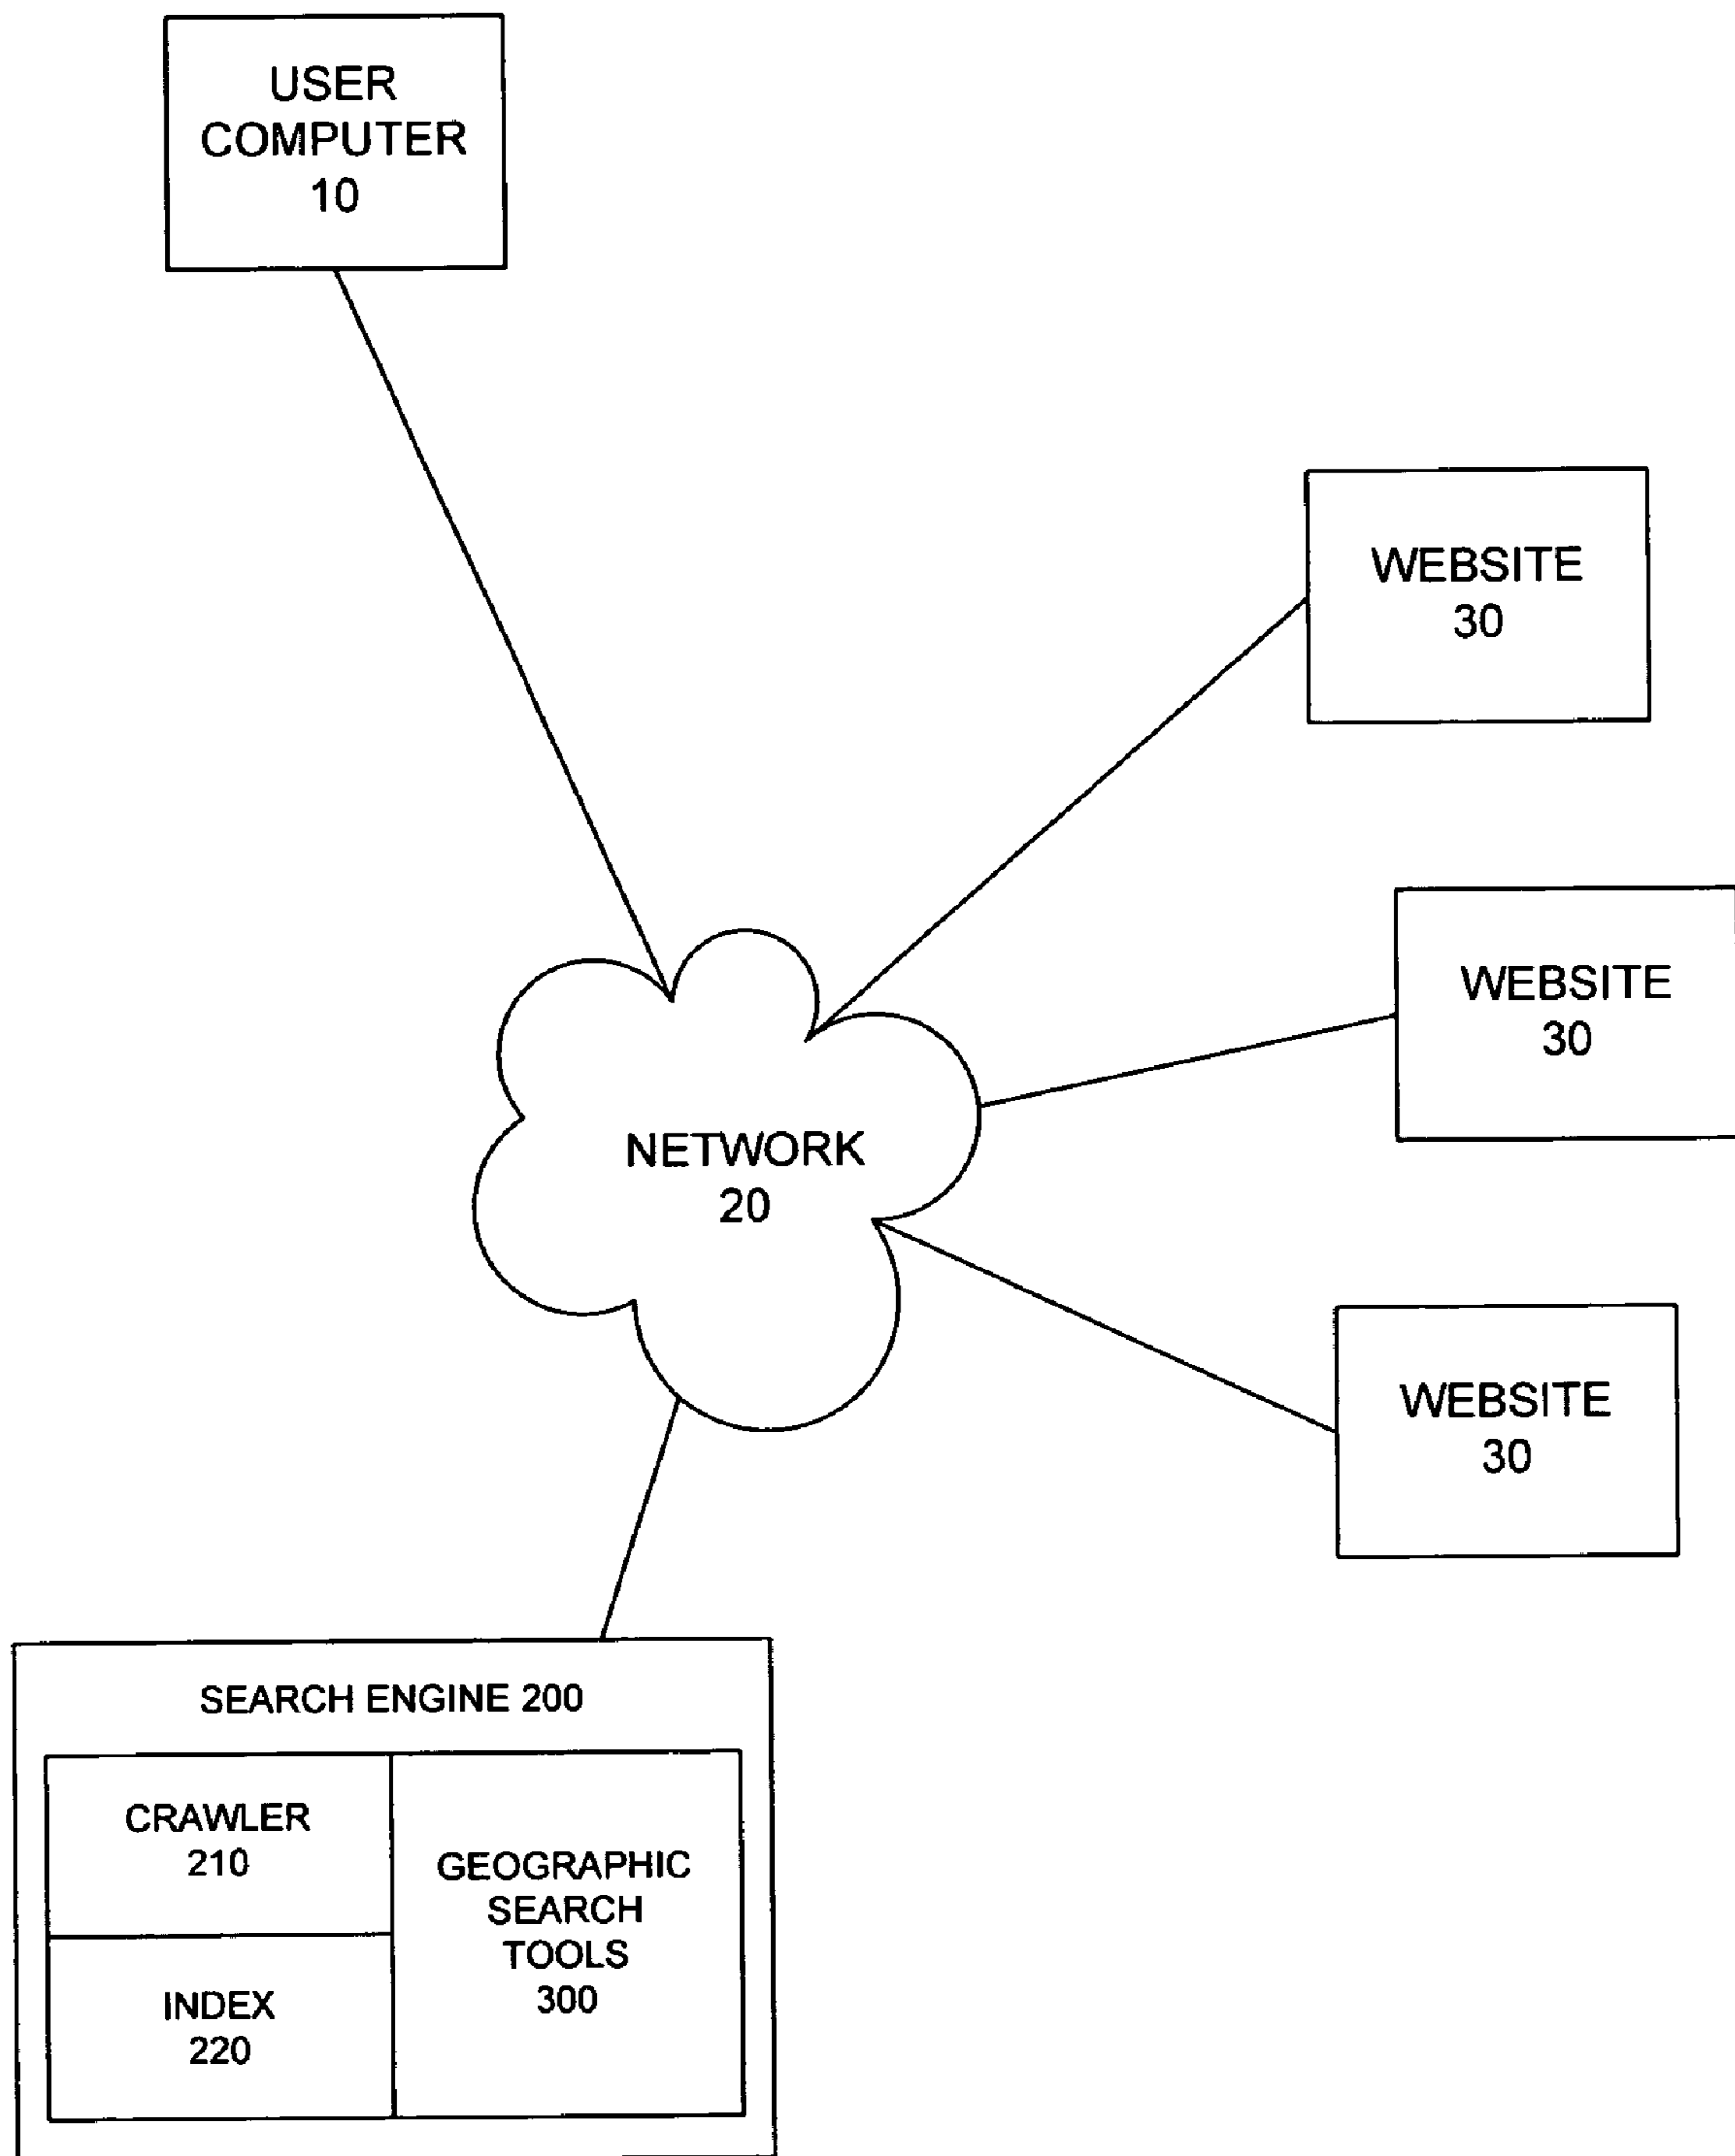 USER
COMPUTER
10
WEBSITE
30
WEBSITE
30
NETWORK
20
WEBSITE
30
SEARCH ENGINE 200
CRAWLER
210
GEOGRAPHIC
SEARCH
TOOLS
300
INDEX
220